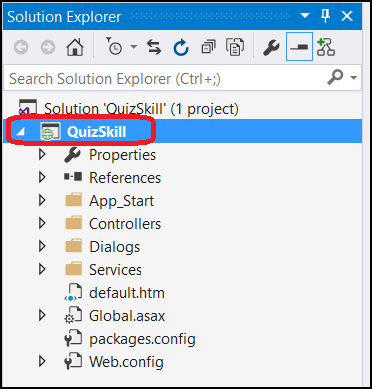 Solution Explorer
Search Solution Explorer (Ctrl+;)
Solution 'QuizSkill' (1 project)
QuizSkill
Properties
References
App_Start
Controllers
Dialogs
Services
default.htm
Global.asax
packages.config
Web.config